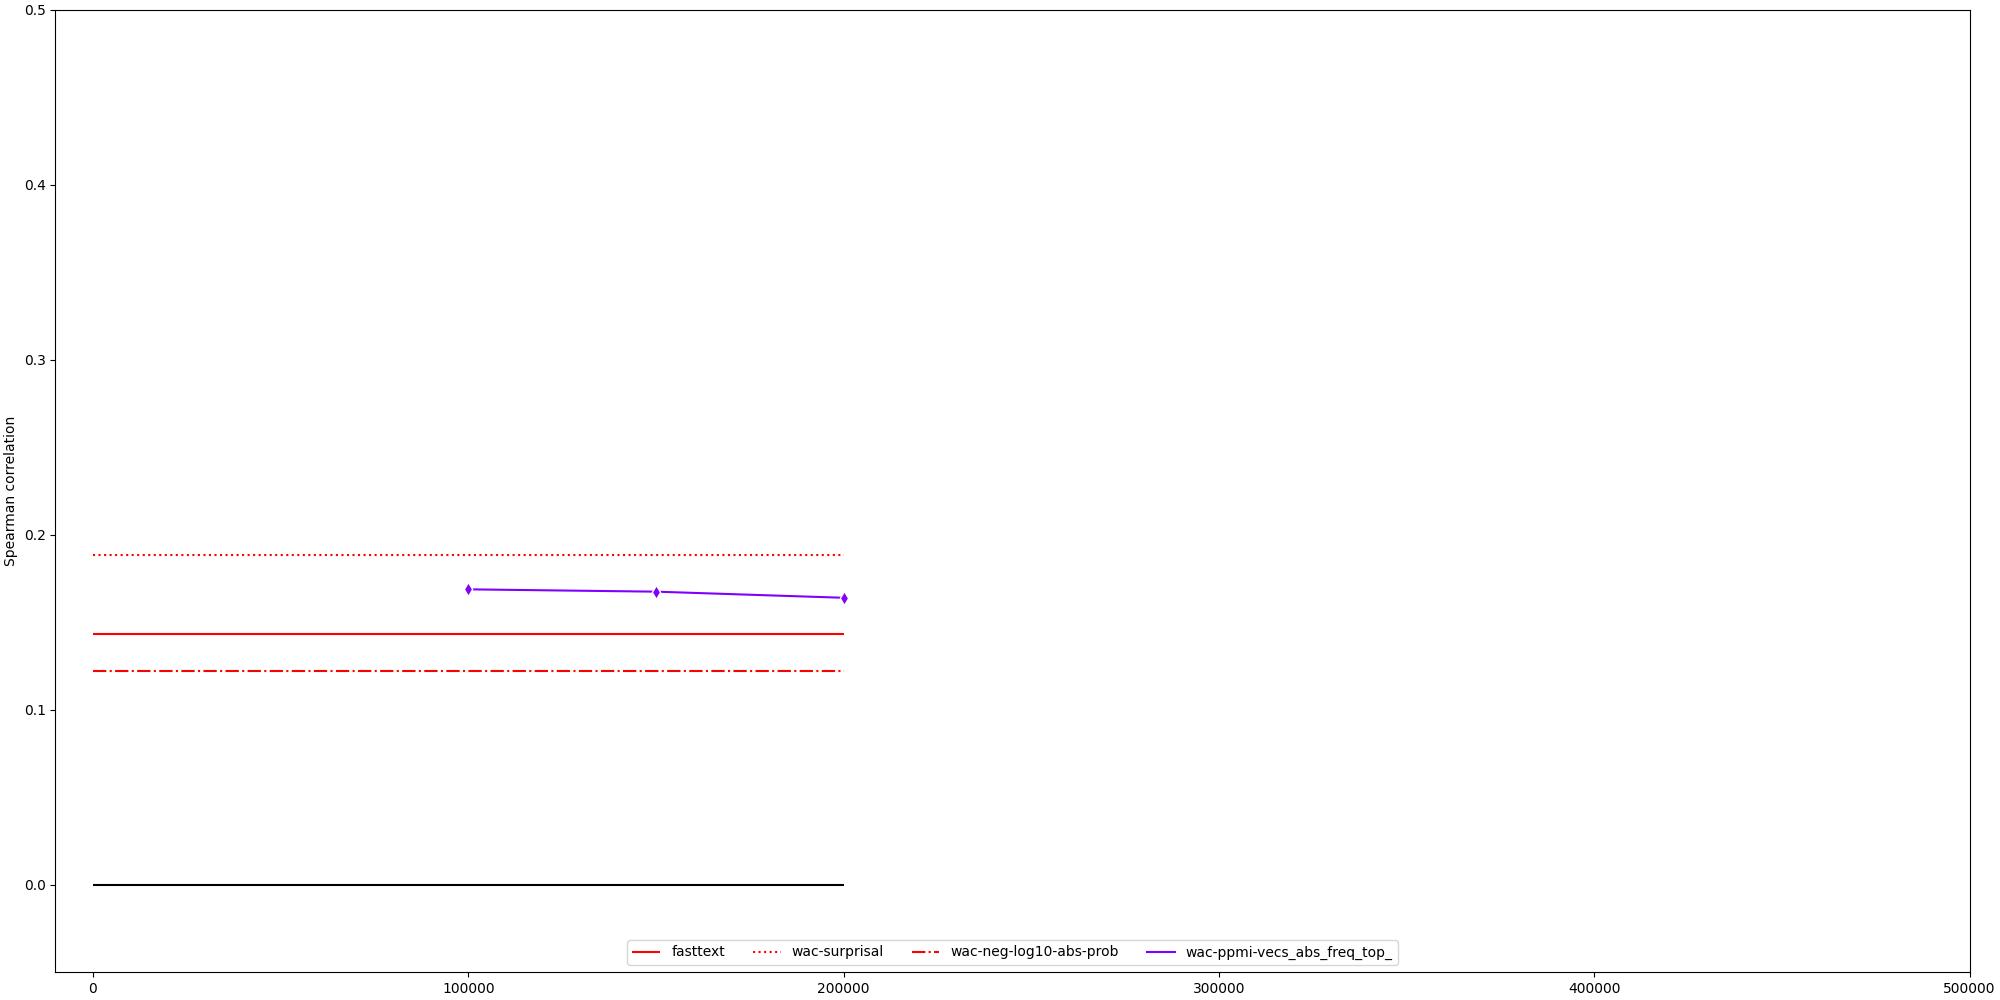 0.5
0.4
0.3
0.2
0.1
0.0
Spearman correlation
fasttext wac-surprisal wac-neg-log10-abs-prob wac-ppmi-vecs_abs_freq_top_
0 100000 200000 300000 400000 500000